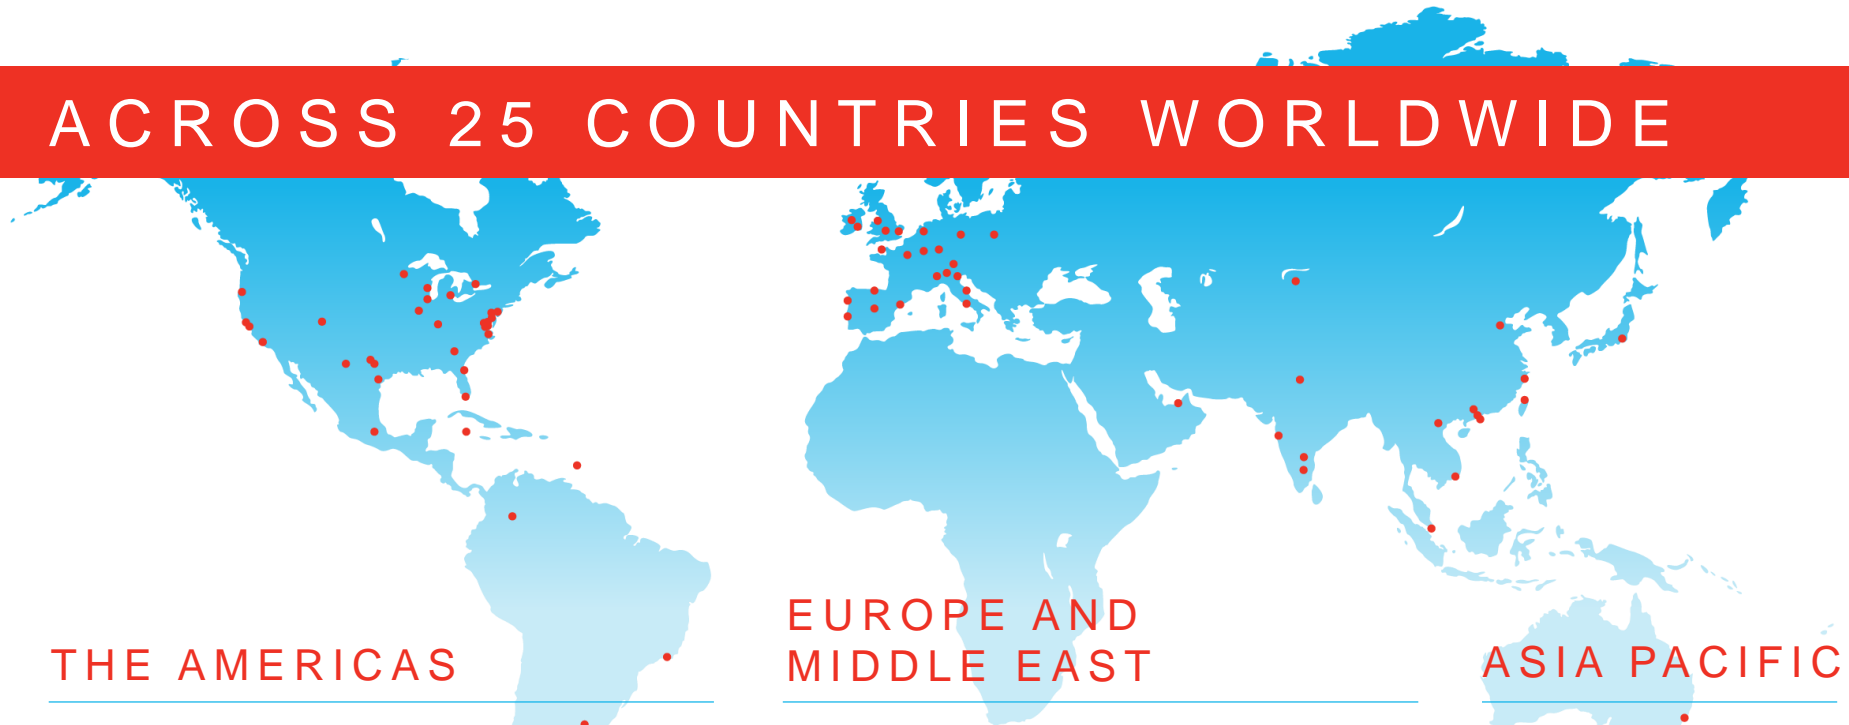 ACROSS 25 COUNTRIES WORLDWIDE
THE AMERICAS
EUROPE AND
MIDDLE EAST
ASIA PACIFIC